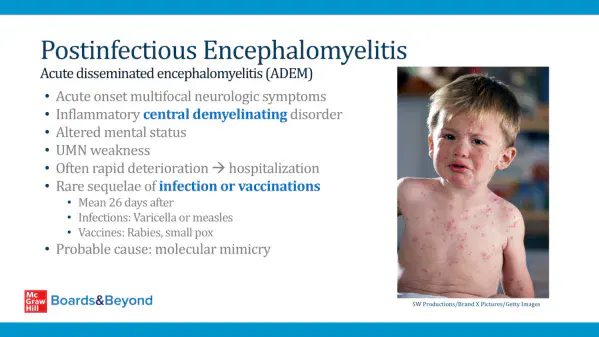 Postinfectious Encephalomyelitis
Acute disseminated encephalomyelitis (ADEM)
• Acute onset multifocal neurologic symptoms
• Inflammatory central demyelinating disorder
• Altered mental status
• UMN weakness
• Often rapid deterioration → hospitalization
• Rare sequelae of infection or vaccinations
• Mean 26 days after
• Infections: Varicella or measles
• Vaccines: Rabies, small pox
• Probable cause: molecular mimicry
Mc
Graw
Hill
Boards&Beyond
SW Productions/Brand X Pictures/Getty Images